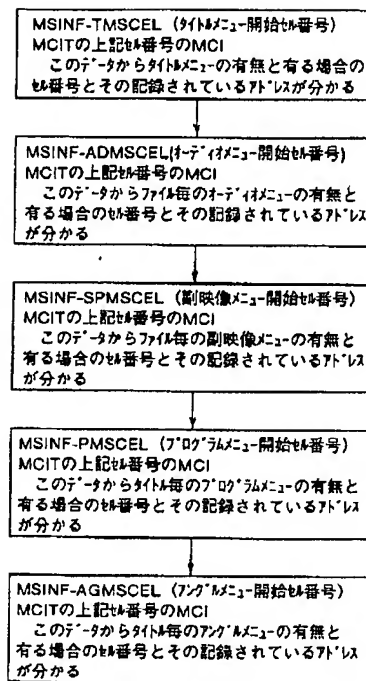 MSINF-TMSCEL (ﾀｲﾄﾙﾒﾆｭｰ開始ｾﾙ番号)
MCITの上記ｾﾙ番号のMCI
このﾃﾞｰﾀからﾀｲﾄﾙﾒﾆｭｰの有無と有る場合の
ｾﾙ番号とその記録されているｱﾄﾞﾚｽが分かる
MSINF-ADMSCEL(ｵｰﾃﾞｨｵﾒﾆｭｰ開始ｾﾙ番号)
MCITの上記ｾﾙ番号のMCI
このﾃﾞｰﾀからﾌｧｲﾙ毎のｵｰﾃﾞｨｵﾒﾆｭｰの有無と
有る場合のｾﾙ番号とその記録されているｱﾄﾞﾚｽ
が分かる
MSINF-SPMSCEL (副映像ﾒﾆｭｰ開始ｾﾙ番号)
MCITの上記ｾﾙ番号のMCI
このﾃﾞｰﾀからﾌｧｲﾙ毎の副映像ﾒﾆｭｰの有無と
有る場合のｾﾙ番号とその記録されているｱﾄﾞﾚｽ
が分かる
MSINF-PMSCEL (ﾌﾟﾛｸﾞﾗﾑﾒﾆｭｰ開始ｾﾙ番号)
MCITの上記ｾﾙ番号のMCI
このﾃﾞｰﾀからﾀｲﾄﾙ毎のﾌﾟﾛｸﾞﾗﾑﾒﾆｭｰの有無と
有る場合のｾﾙ番号とその記録されているｱﾄﾞﾚｽ
が分かる
MSINF-AGMSCEL (ｱﾝｸﾞﾙﾒﾆｭｰ開始ｾﾙ番号)
MCITの上記ｾﾙ番号のMCI
このﾃﾞｰﾀからﾀｲﾄﾙ毎のｱﾝｸﾞﾙﾒﾆｭｰの有無と
有る場合のｾﾙ番号とその記録されているｱﾄﾞﾚｽ
が分かる